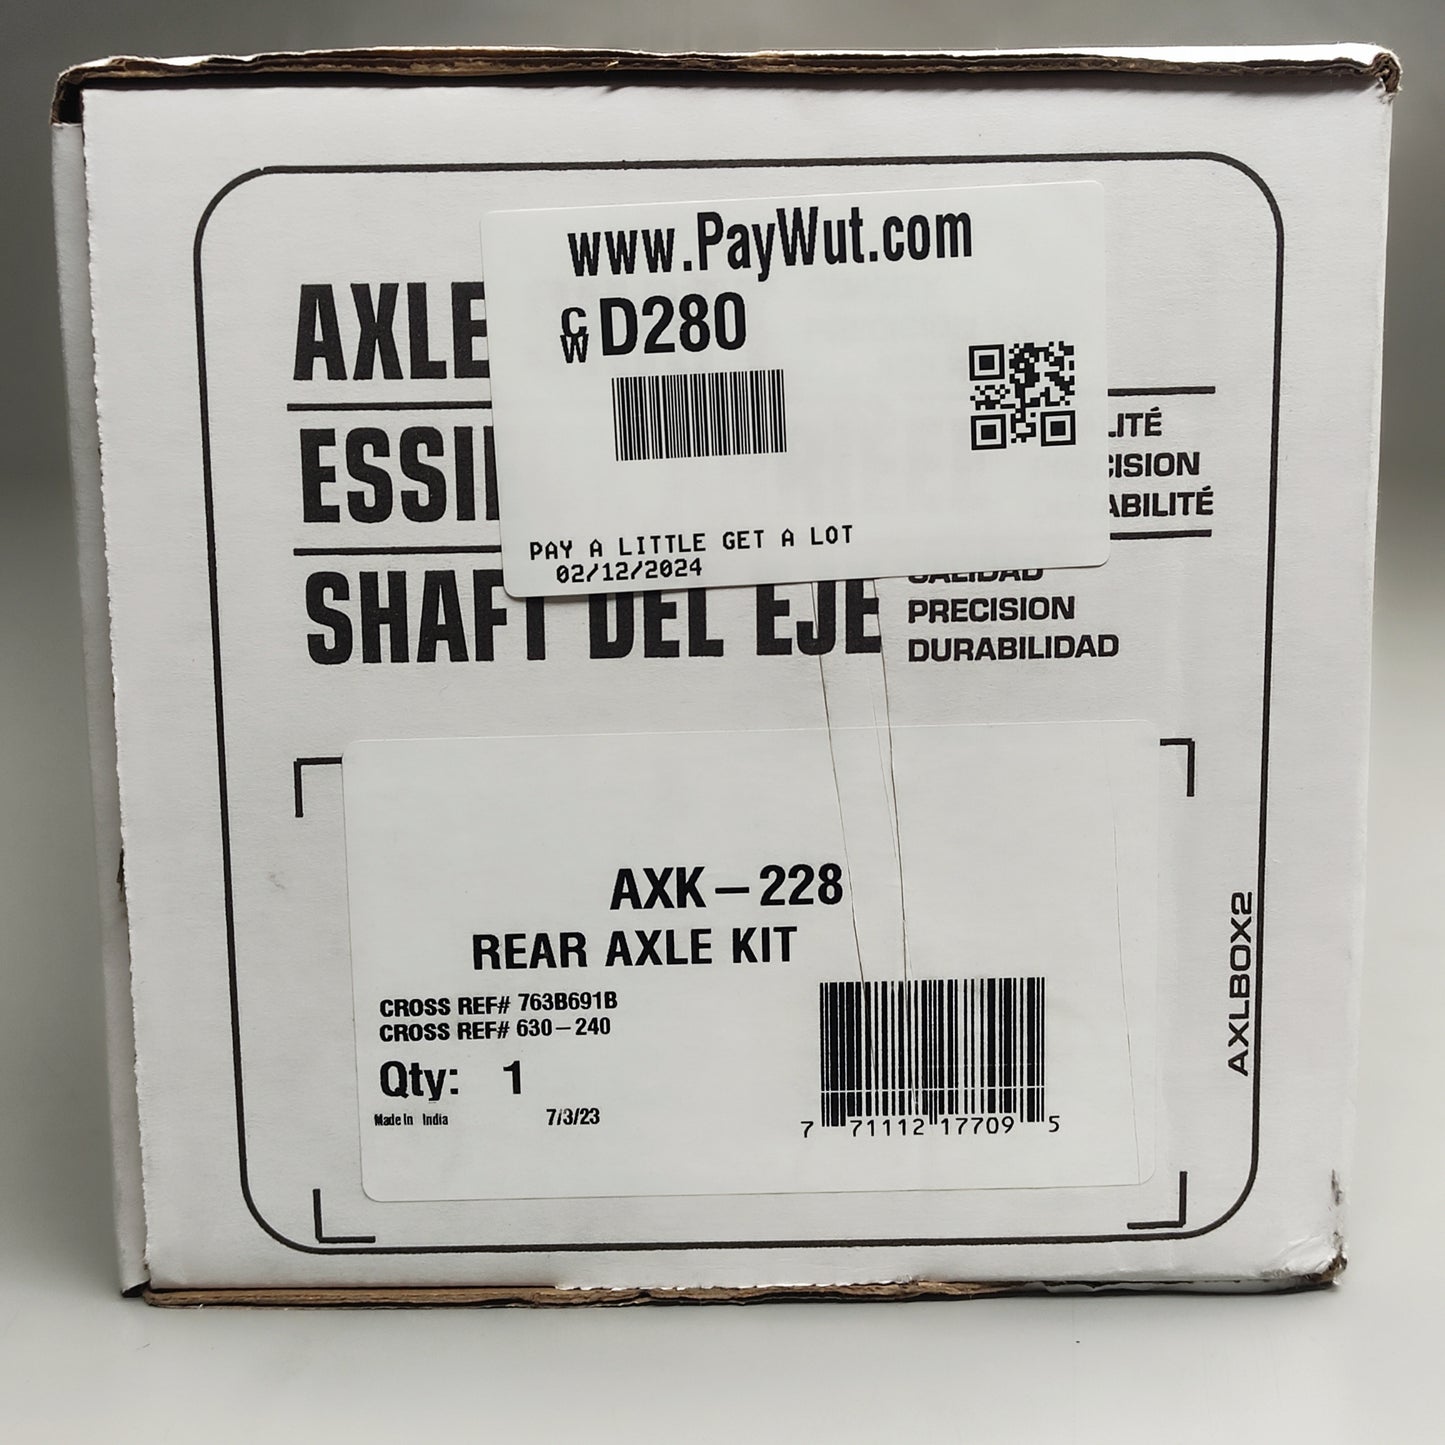 www.PayWut.com
CW D280
PAY A LITTLE GET A LOT
02/12/2024
AXLE
ESSI
SHAFT DEL EJE
LITÉ
CISION
ABILITÉ
CALIDAD
PRECISION
DURABILIDAD
AXK-228
REAR AXLE KIT
CROSS REF# 763B691B
CROSS REF# 630-240
Qty: 1
Made In India 7/3/23
7 71112 17709 5
AXLBOX2